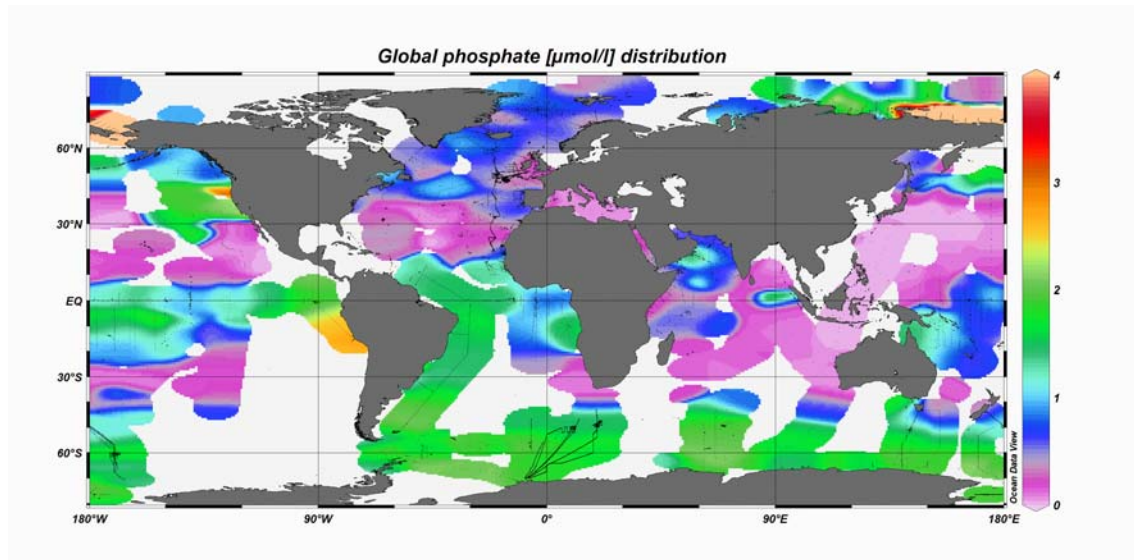 Global phosphate [µmol/l] distribution
4
60°N
3
30°N
EQ
2
30°S
1
60°S
Ocean Data View
0
180°W
90°W
0°
90°E
180°E